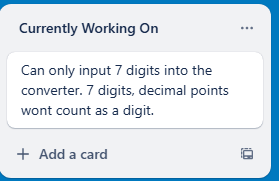 Currently Working On
Can only input 7 digits into the
converter. 7 digits, decimal points
wont count as a digit.
Add a card